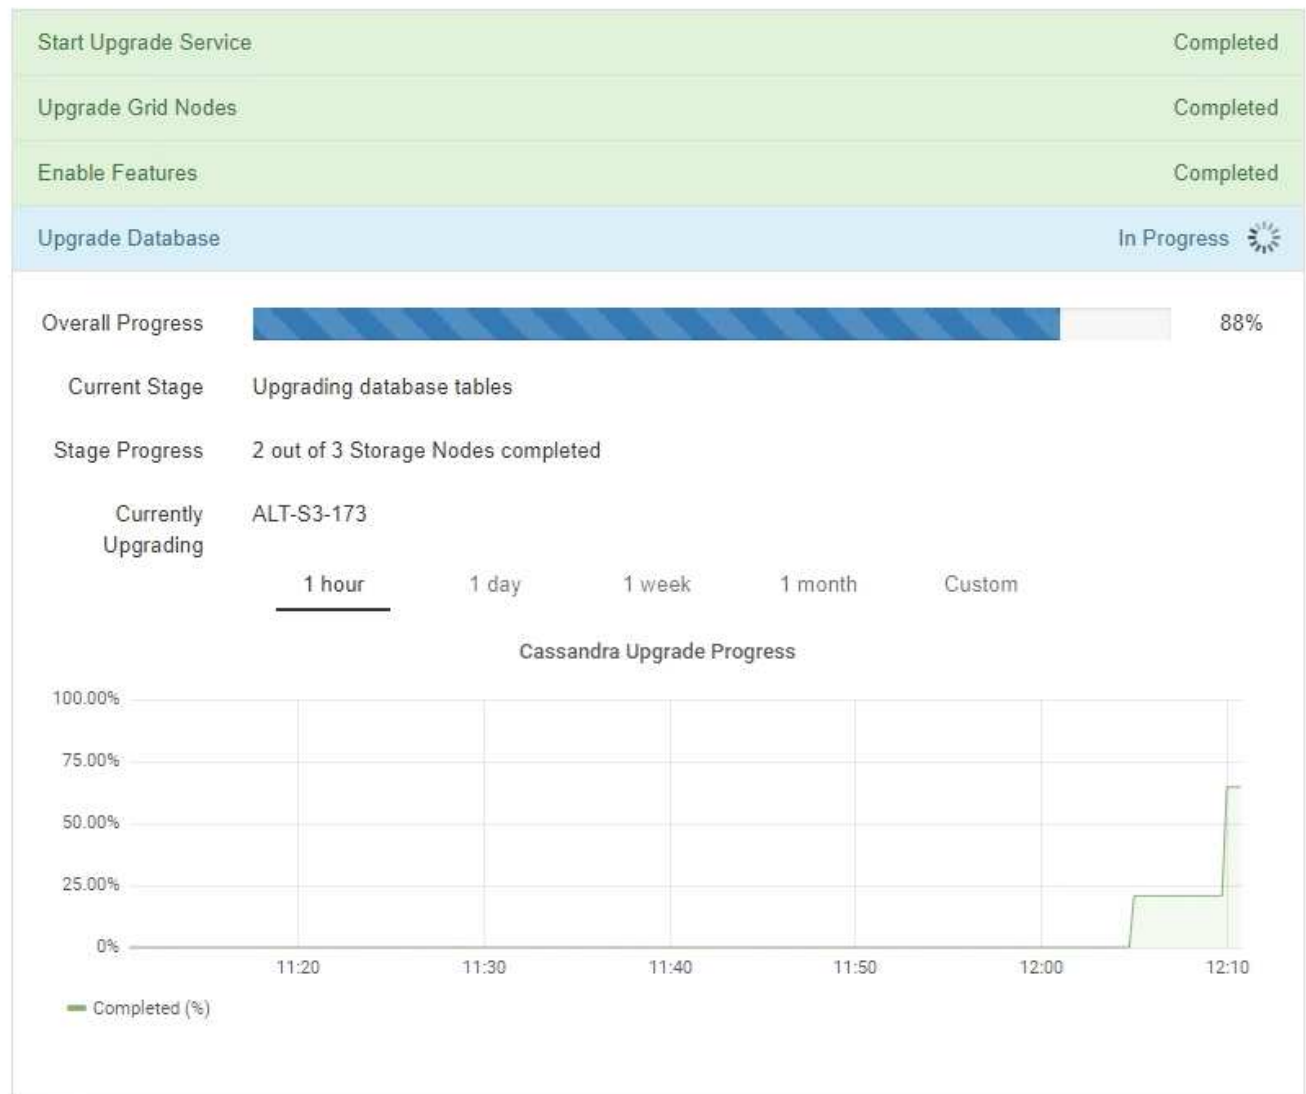 Start Upgrade Service Completed
Upgrade Grid Nodes Completed
Enable Features Completed
Upgrade Database In Progress
Overall Progress 88%
Current Stage Upgrading database tables
Stage Progress 2 out of 3 Storage Nodes completed
Currently ALT-S3-173
Upgrading
1 hour 1 day 1 week 1 month Custom
Cassandra Upgrade Progress
100.00%
75.00%
50.00%
25.00%
0%
11:20 11:30 11:40 11:50 12:00 12:10
Completed (%)